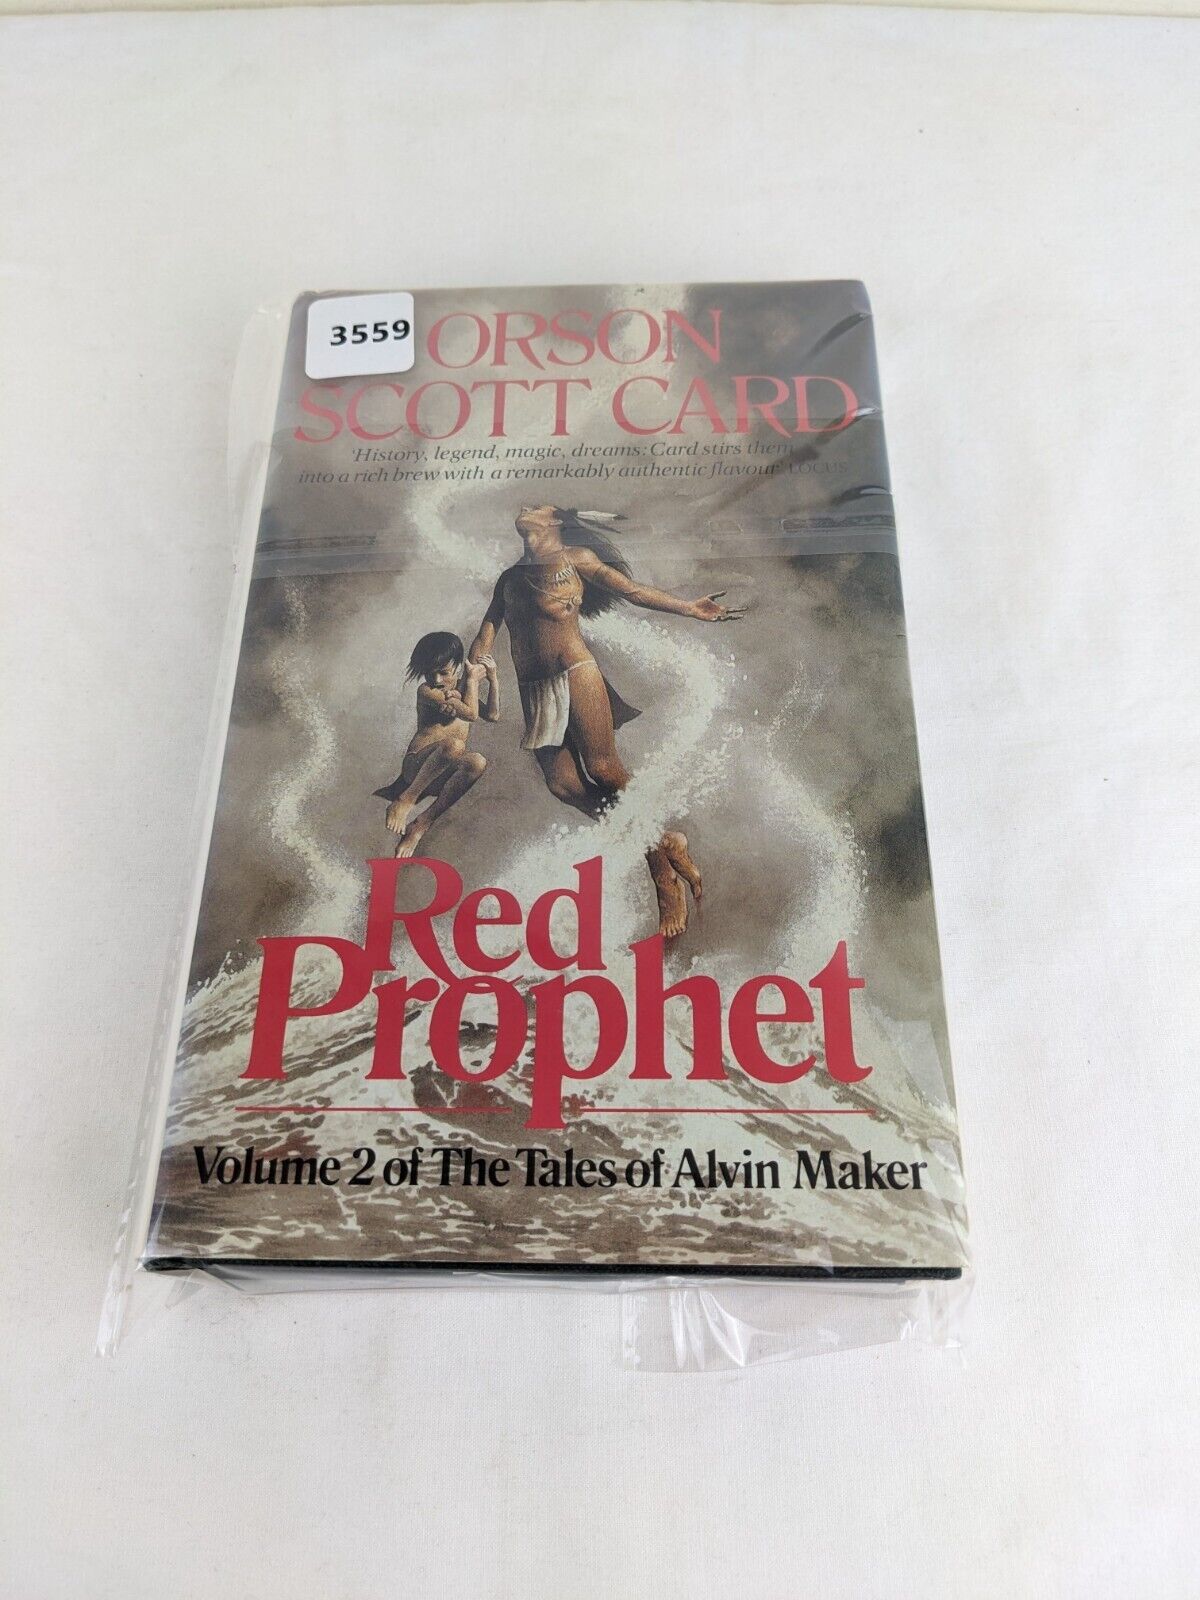 3559
ORSON
SCOTT CARD
'History, legend, magic, dreams: Card stirs them
into a rich brew with a remarkably authentic flavour' LOCUS
Red
Prophet
Volume 2 of The Tales of Alvin Maker